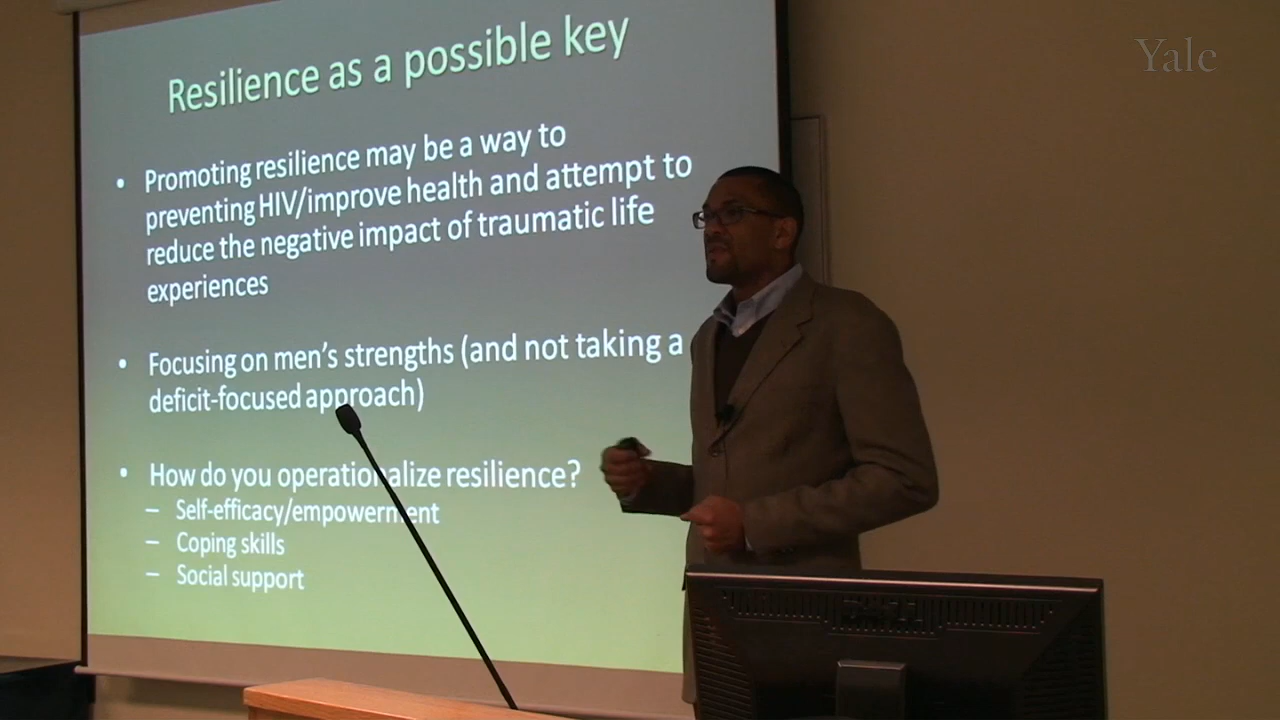 Yale
Resilience as a possible key
• Promoting resilience may be a way to
preventing HIV/improve health and attempt to
reduce the negative impact of traumatic life
experiences
• Focusing on men's strengths (and not taking a
deficit-focused approach)
• How do you operationalize resilience?
– Self-efficacy/empowerment
– Coping skills
– Social support